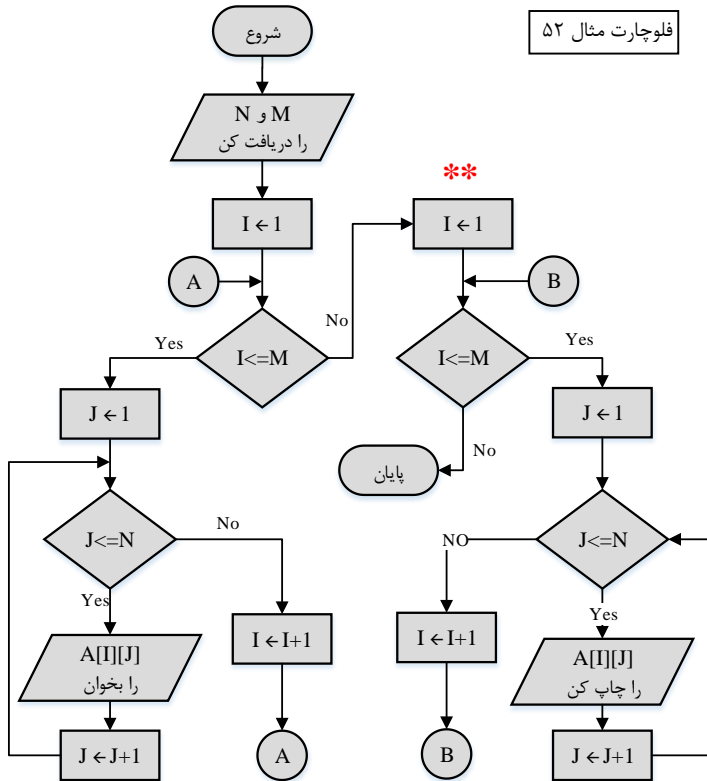 فلوچارت مثال ۵۲
شروع
M و N
را دریافت کن
I ← 1
A
I<=M
Yes
No
J ← 1
J<=N
Yes
No
A[I][J]
را بخوان
J ← J+1
I ← I+1
A
**
I ← 1
B
I<=M
Yes
No
پایان
J ← 1
J<=N
NO
Yes
I ← I+1
B
A[I][J]
را چاپ کن
J ← J+1